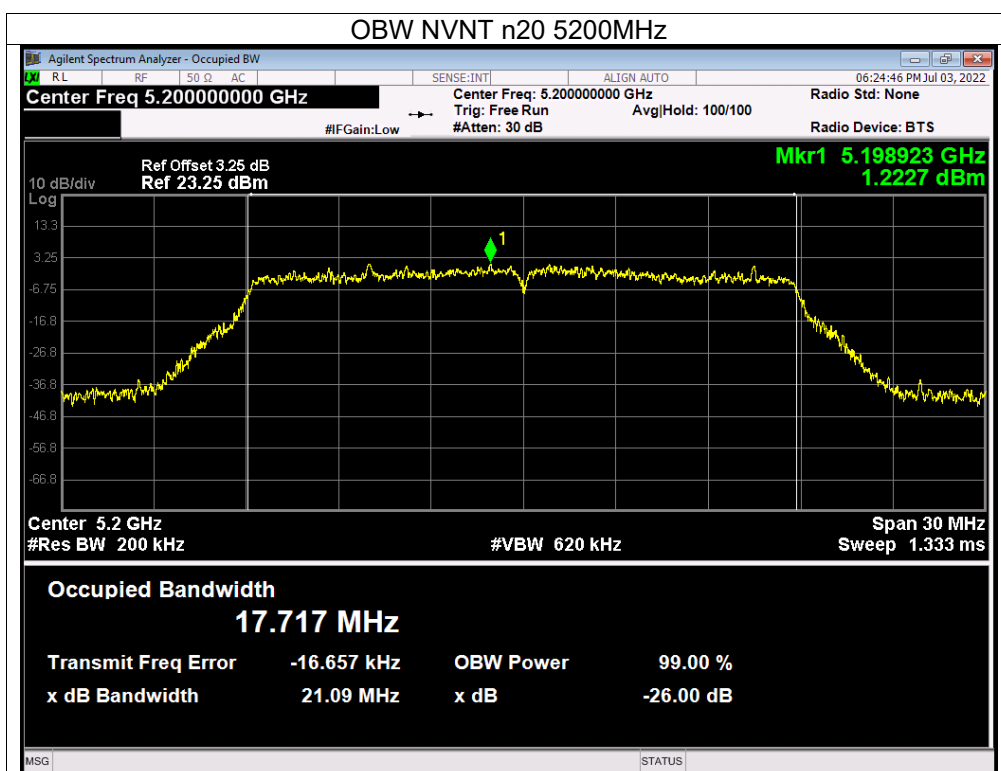 OBW NVNT n20 5200MHz
Agilent Spectrum Analyzer - Occupied BW
LXI RL RF 50 Ω AC SENSE:INT ALIGN AUTO 06:24:46 PM Jul 03, 2022
Center Freq 5.200000000 GHz Center Freq: 5.200000000 GHz Radio Std: None
Trig: Free Run Avg|Hold: 100/100
#IFGain:Low #Atten: 30 dB Radio Device: BTS
Mkr1 5.198923 GHz
1.2227 dBm
Ref Offset 3.25 dB
10 dB/div Ref 23.25 dBm
Log
13.3
1
3.25
-6.75
-16.8
-26.8
-36.8
-46.8
-56.8
-66.8
Center 5.2 GHz Span 30 MHz
#Res BW 200 kHz #VBW 620 kHz Sweep 1.333 ms
Occupied Bandwidth
17.717 MHz
Transmit Freq Error -16.657 kHz OBW Power 99.00 %
x dB Bandwidth 21.09 MHz x dB -26.00 dB
MSG STATUS